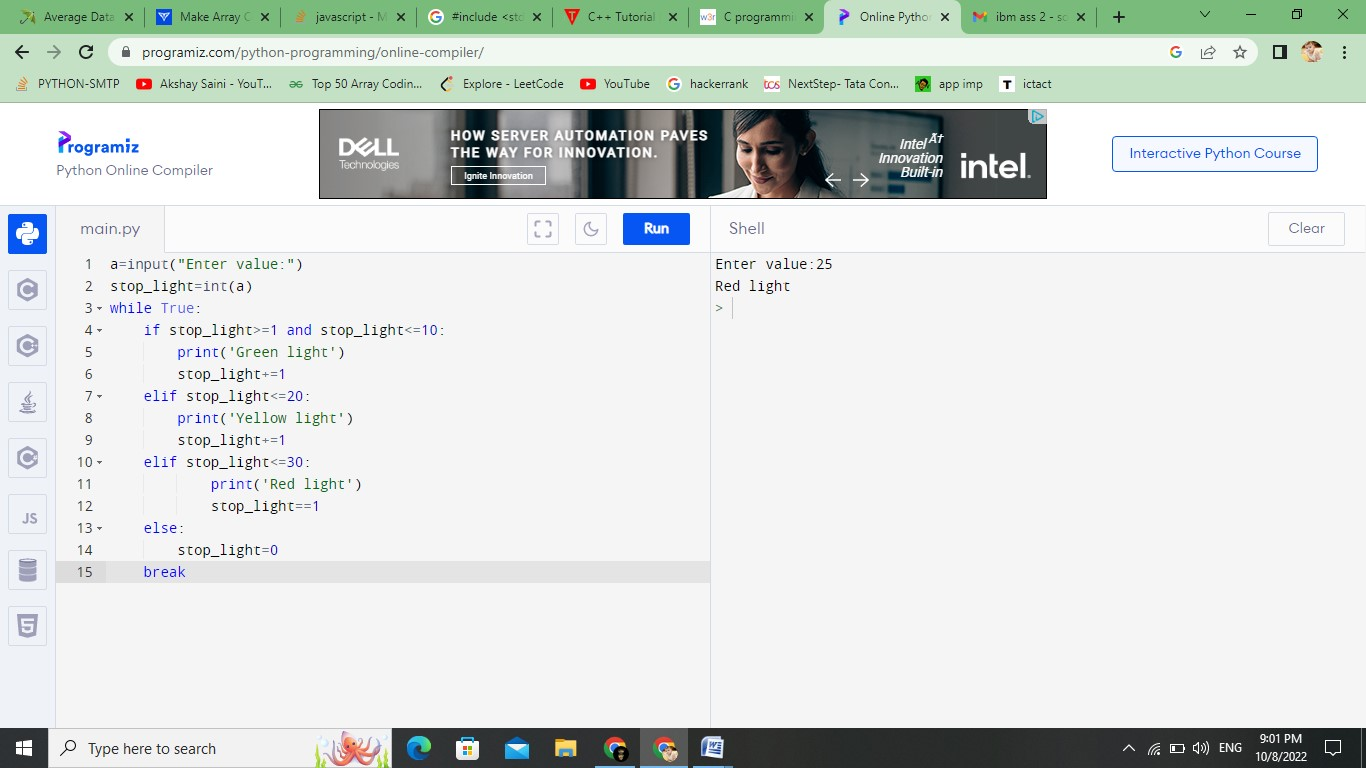 Average Data
Make Array C
javascript - M
#include <std
C++ Tutorial
w3r C programmi
Online Pytho
ibm ass 2 - sc
programiz.com/python-programming/online-compiler/
PYTHON-SMTP
Akshay Saini - YouT...
Top 50 Array Codin...
Explore - LeetCode
YouTube
hackerrank
tcs NextStep- Tata Con...
app imp
T ictact
Programiz
Python Online Compiler
DELL
Technologies
HOW SERVER AUTOMATION PAVES
THE WAY FOR INNOVATION.
Ignite Innovation
Intel Ã†
Innovation
Built-in
intel.
Interactive Python Course
main.py
Run
Shell
Clear
1 a=input("Enter value:")
2 stop_light=int(a)
3 while True:
4 if stop_light>=1 and stop_light<=10:
5 print('Green light')
6 stop_light+=1
7 elif stop_light<=20:
8 print('Yellow light')
9 stop_light+=1
10 elif stop_light<=30:
11 print('Red light')
12 stop_light==1
13 else:
14 stop_light=0
15 break
Enter value:25
Red light
>
JS
Type here to search
ENG
9:01 PM
10/8/2022